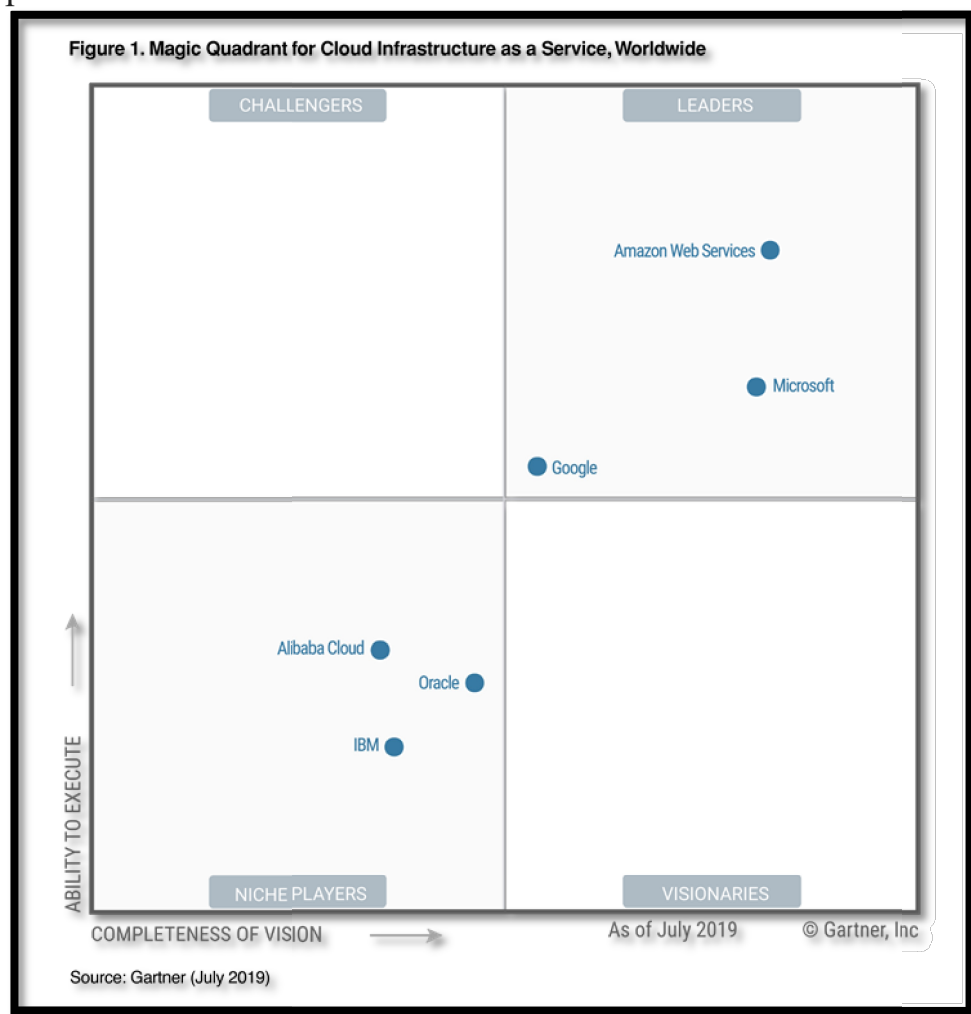 Figure 1. Magic Quadrant for Cloud Infrastructure as a Service, Worldwide
CHALLENGERS
LEADERS
Amazon Web Services
Microsoft
Google
Alibaba Cloud
Oracle
IBM
ABILITY TO EXECUTE
NICHE PLAYERS
VISIONARIES
COMPLETENESS OF VISION
As of July 2019
© Gartner, Inc
Source: Gartner (July 2019)